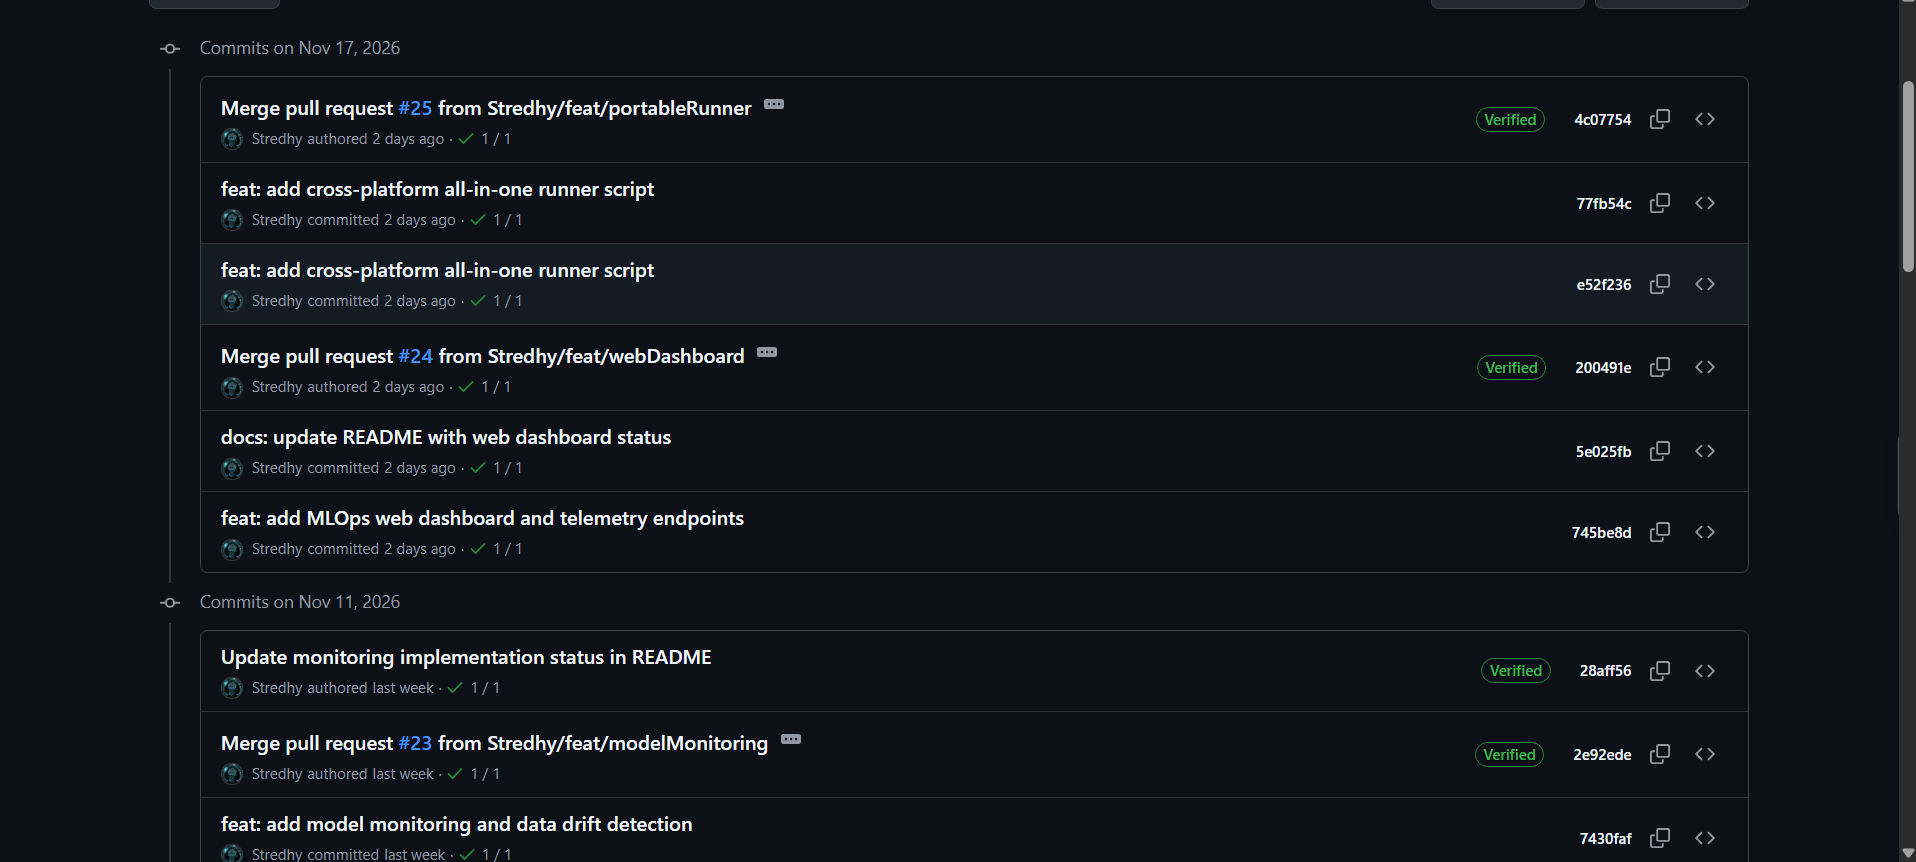 Commits on Nov 17, 2026
Merge pull request #25 from Stredhy/feat/portableRunner
Stredhy authored 2 days ago · 1 / 1
Verified
4c07754
feat: add cross-platform all-in-one runner script
Stredhy committed 2 days ago · 1 / 1
77fb54c
feat: add cross-platform all-in-one runner script
Stredhy committed 2 days ago · 1 / 1
e52f236
Merge pull request #24 from Stredhy/feat/webDashboard
Stredhy authored 2 days ago · 1 / 1
Verified
200491e
docs: update README with web dashboard status
Stredhy committed 2 days ago · 1 / 1
5e025fb
feat: add MLOps web dashboard and telemetry endpoints
Stredhy committed 2 days ago · 1 / 1
745be8d
Commits on Nov 11, 2026
Update monitoring implementation status in README
Stredhy authored last week · 1 / 1
Verified
28aff56
Merge pull request #23 from Stredhy/feat/modelMonitoring
Stredhy authored last week · 1 / 1
Verified
2e92ede
feat: add model monitoring and data drift detection
Stredhy committed last week · 1 / 1
7430faf